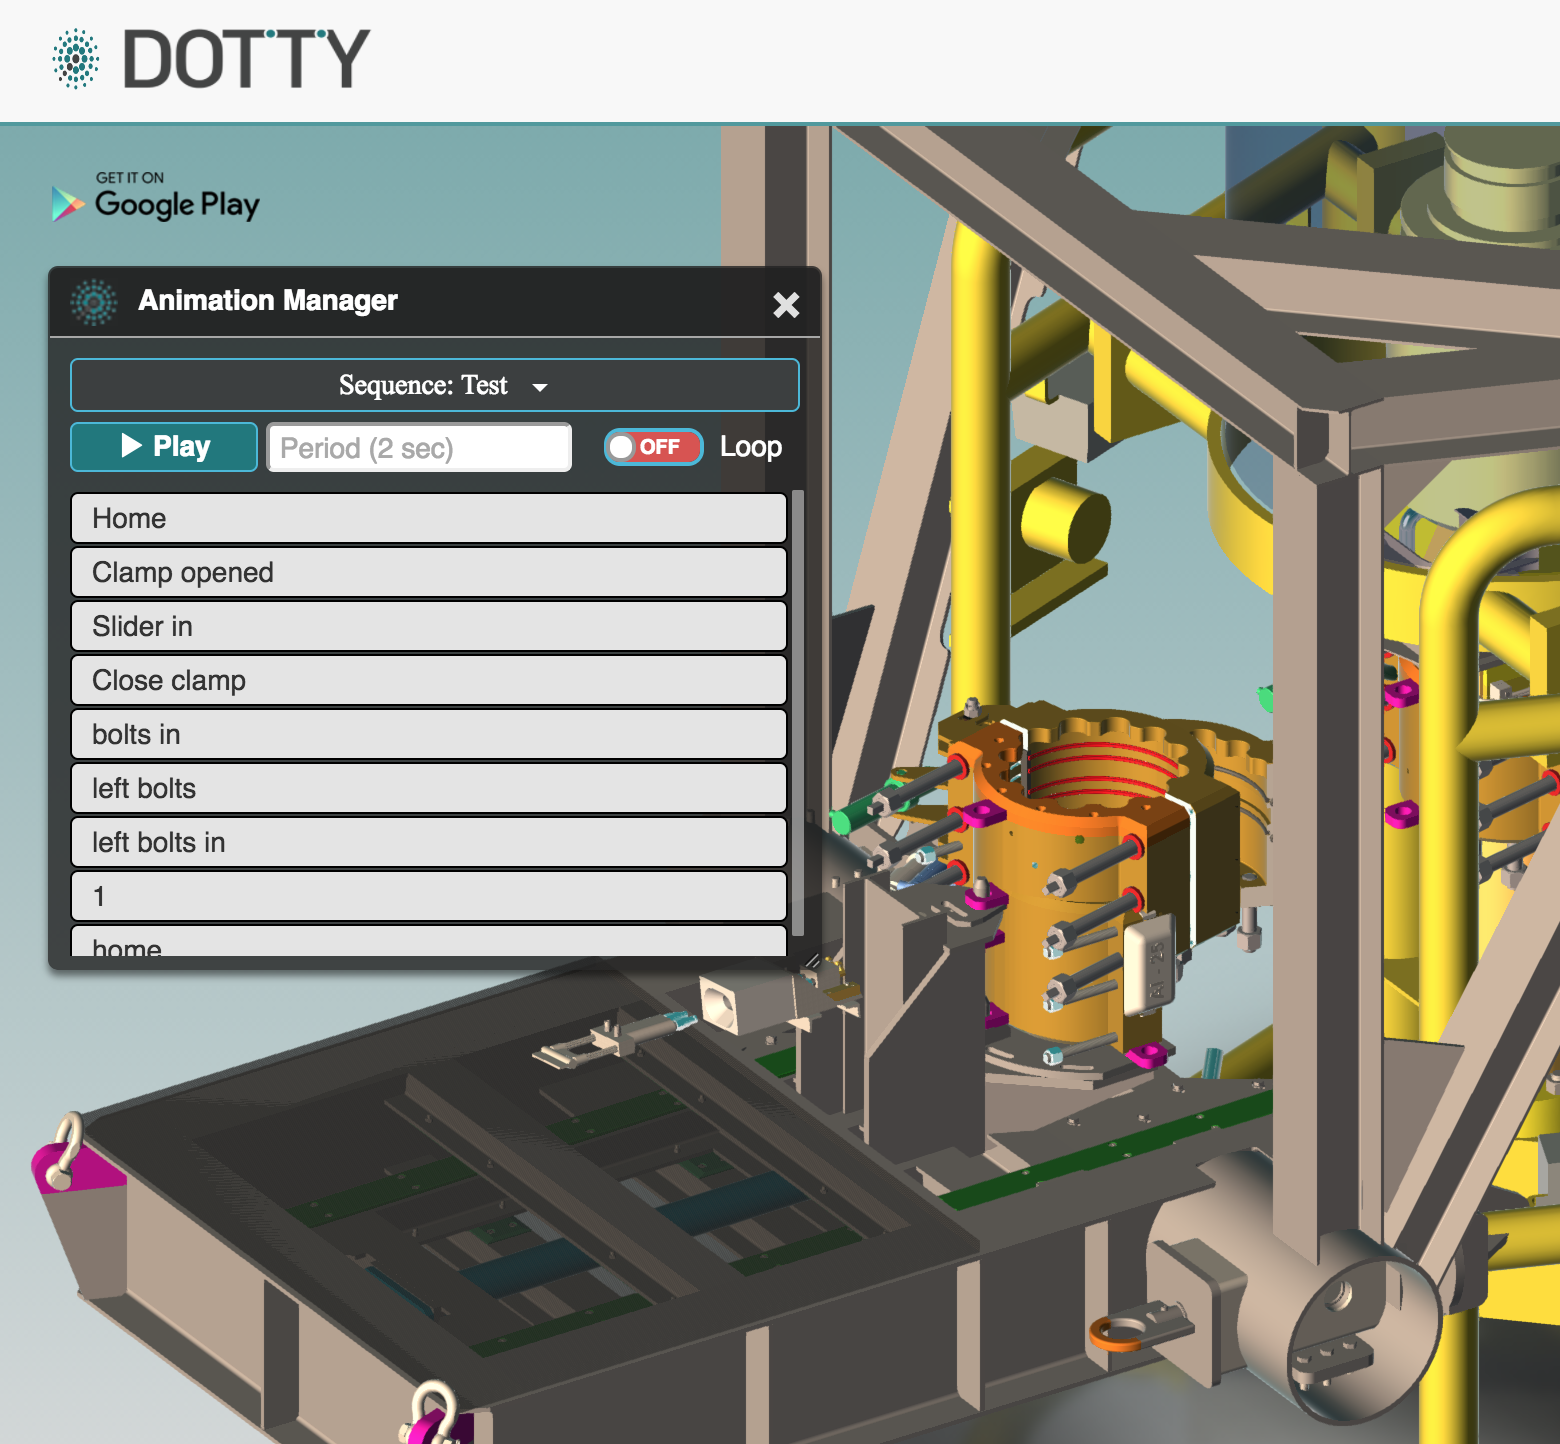 DOTTY
GET IT ON
Google Play
Animation Manager
Sequence: Test
Play
Period (2 sec)
OFF
Loop
Home
Clamp opened
Slider in
Close clamp
bolts in
left bolts
left bolts in
1
home